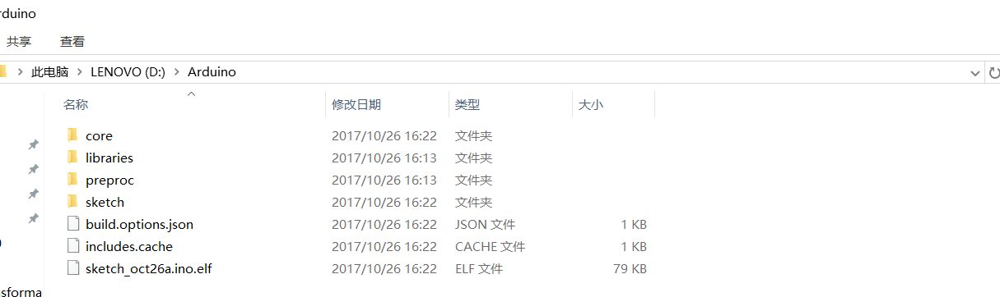 rduino
共享 查看
此电脑 LENOVO (D:) Arduino
名称 修改日期 类型 大小
core 2017/10/26 16:22 文件夹
libraries 2017/10/26 16:13 文件夹
preproc 2017/10/26 16:13 文件夹
sketch 2017/10/26 16:22 文件夹
build.options.json 2017/10/26 16:22 JSON 文件 1 KB
includes.cache 2017/10/26 16:22 CACHE 文件 1 KB
sketch_oct26a.ino.elf 2017/10/26 16:22 ELF 文件 79 KB
nsforma